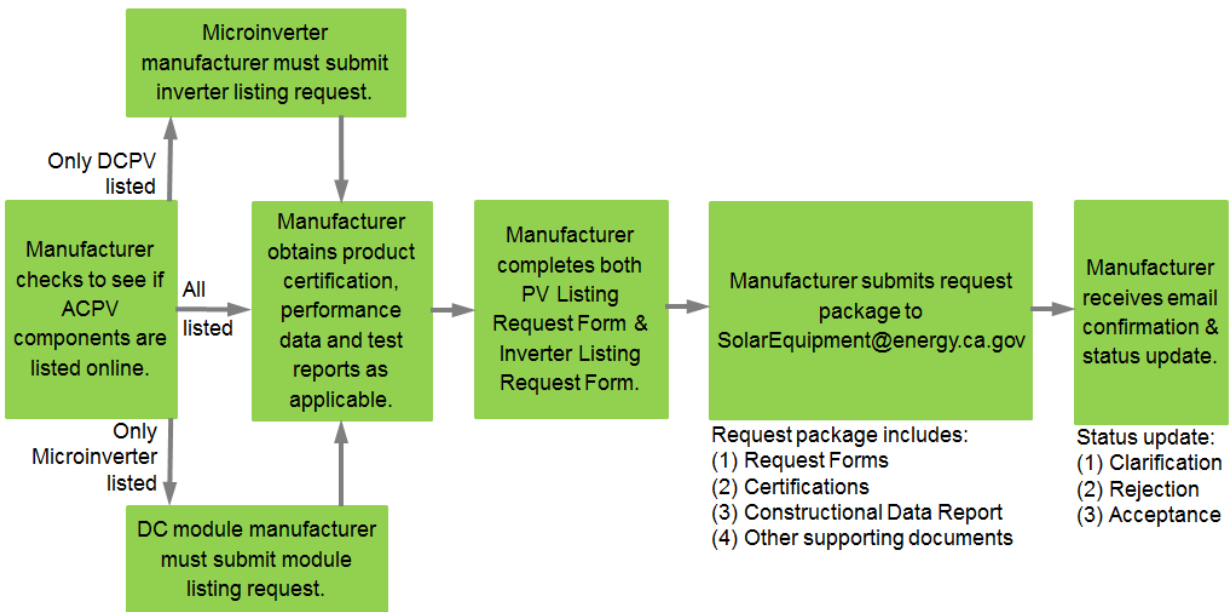 Microinverter
manufacturer must submit
inverter listing request.
Only DCPV
listed
Manufacturer
checks to see if
ACPV
components are
listed online.
All
listed
Only
Microinverter
listed
DC module manufacturer
must submit module
listing request.
Manufacturer
obtains product
certification,
performance
data and test
reports as
applicable.
Manufacturer
completes both
PV Listing
Request Form &
Inverter Listing
Request Form.
Manufacturer submits request
package to
SolarEquipment@energy.ca.gov
Request package includes:
(1) Request Forms
(2) Certifications
(3) Constructional Data Report
(4) Other supporting documents
Manufacturer
receives email
confirmation &
status update.
Status update:
(1) Clarification
(2) Rejection
(3) Acceptance